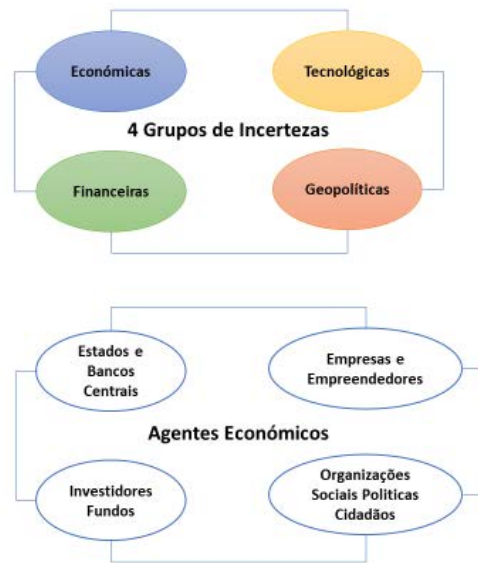 Económicas
Tecnológicas
4 Grupos de Incertezas
Financeiras
Geopolíticas
Estados e
Bancos
Centrais
Empresas e
Empreendedores
Agentes Económicos
Investidores
Fundos
Organizações
Sociais Politicas
Cidadãos